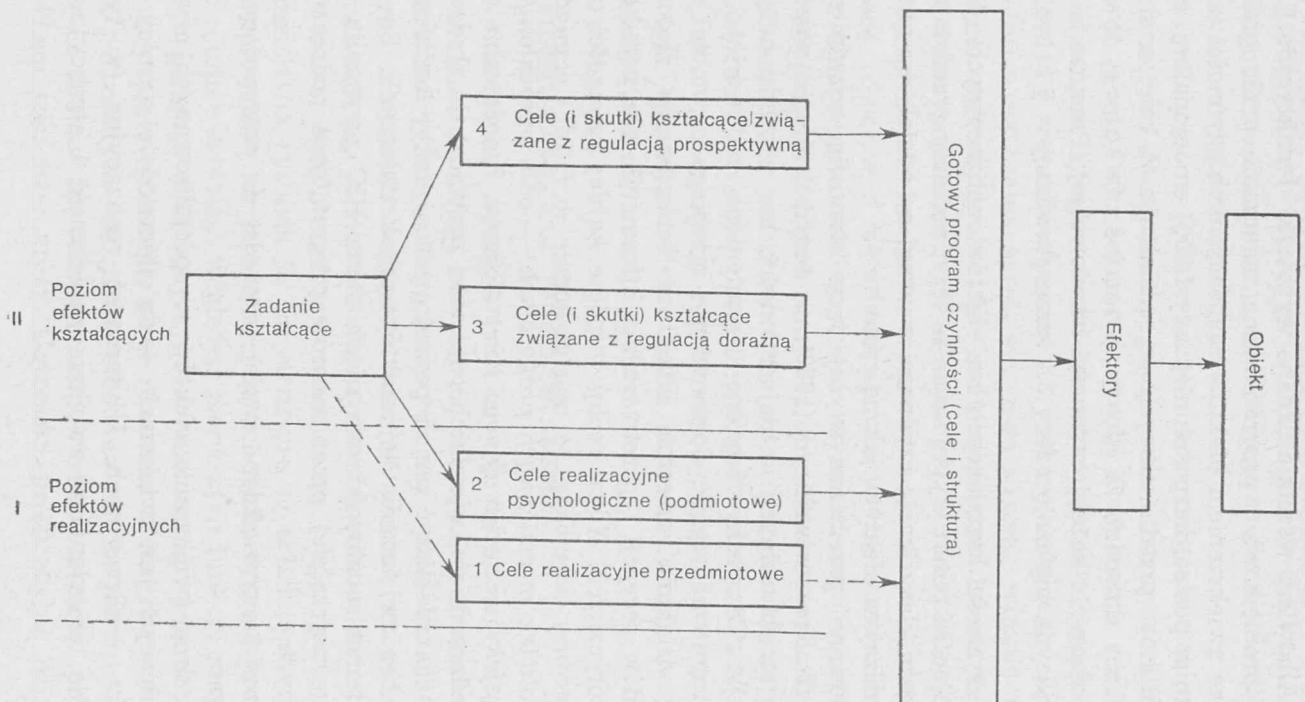 4 Cele (i skutki) kształcące zwią-
zane z regulacją prospektywną
II
Poziom
efektów
kształcących
Zadanie
kształcące
3 Cele (i skutki) kształcące
związane z regulacją doraźną
I
Poziom
efektów
realizacyjnych
2 Cele realizacyjne
psychologiczne (podmiotowe)
1 Cele realizacyjne przedmiotowe
Gotowy program czynności (cele i struktura)
Efektory
Obiekt